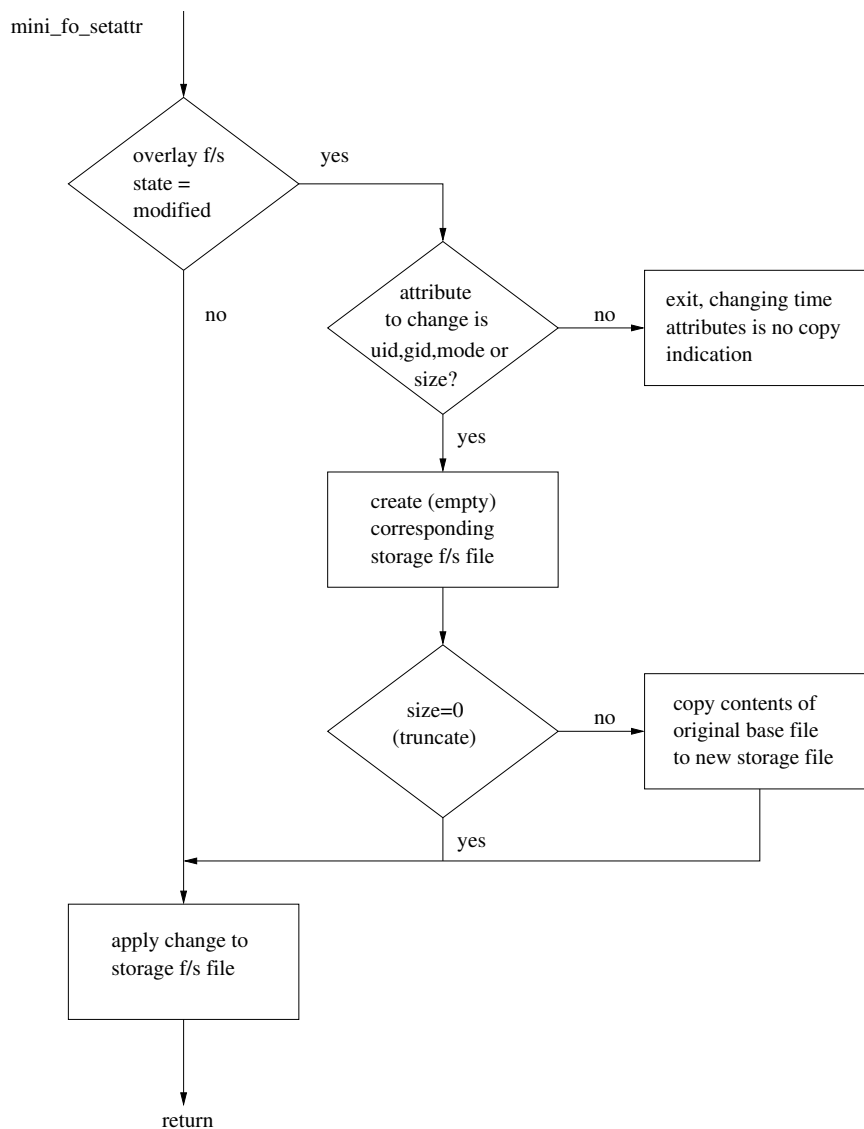 mini_fo_setattr
overlay f/s
state =
modified
yes
no
attribute
to change is
uid,gid,mode or
size?
no
exit, changing time
attributes is no copy
indication
yes
create (empty)
corresponding
storage f/s file
size=0
(truncate)
no
copy contents of
original base file
to new storage file
yes
apply change to
storage f/s file
return